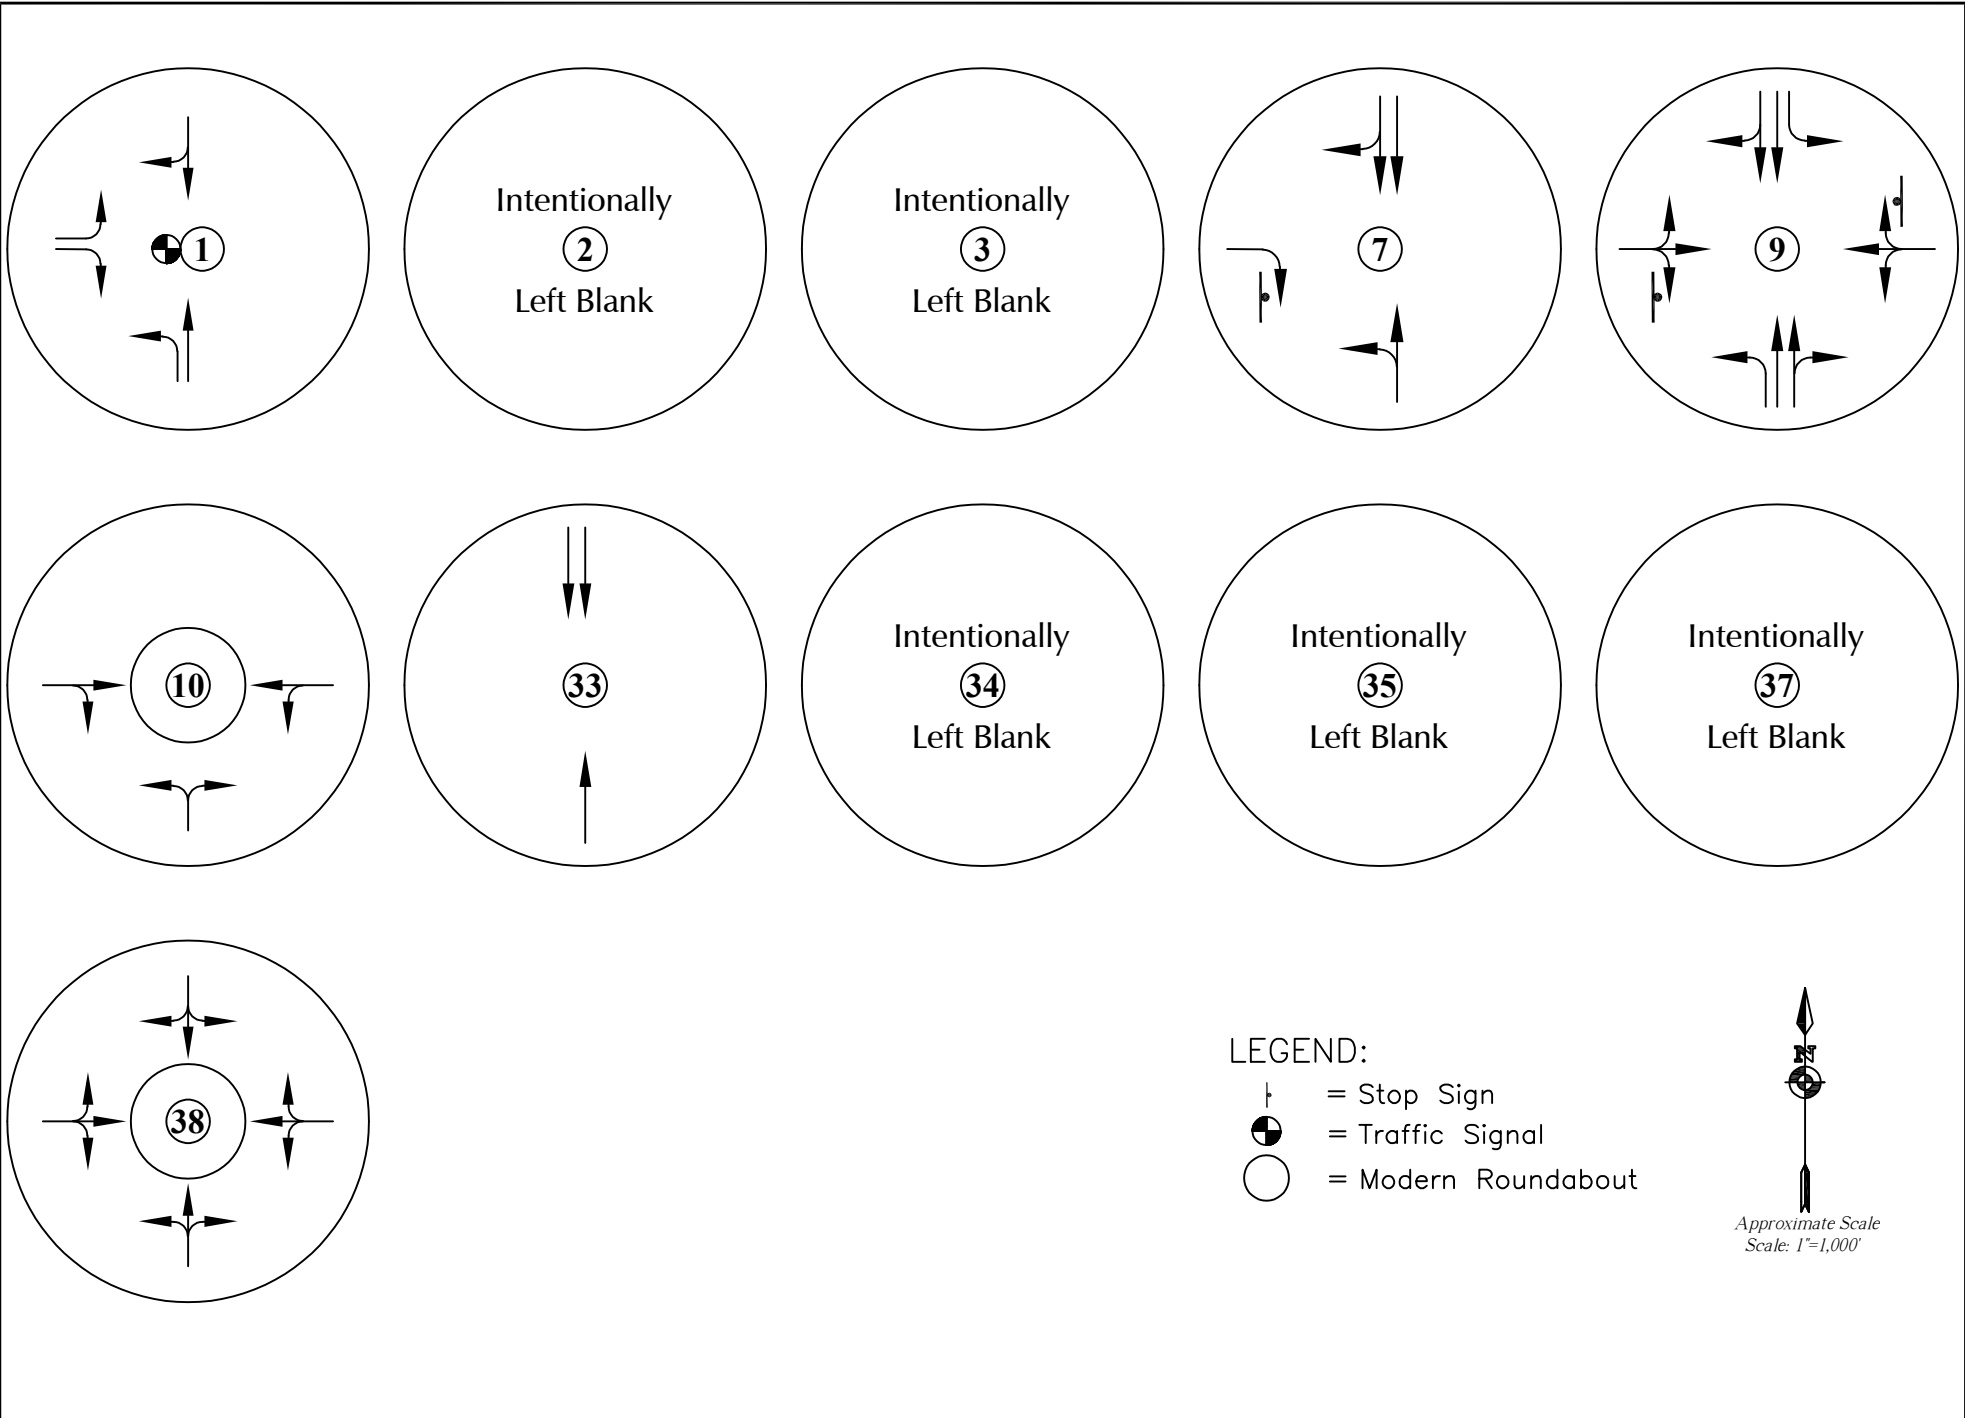 1
Intentionally
2
Left Blank
Intentionally
3
Left Blank
7
9
10
33
Intentionally
34
Left Blank
Intentionally
35
Left Blank
Intentionally
37
Left Blank
38
LEGEND:
= Stop Sign
= Traffic Signal
= Modern Roundabout
N
Approximate Scale
Scale: 1"=1,000'